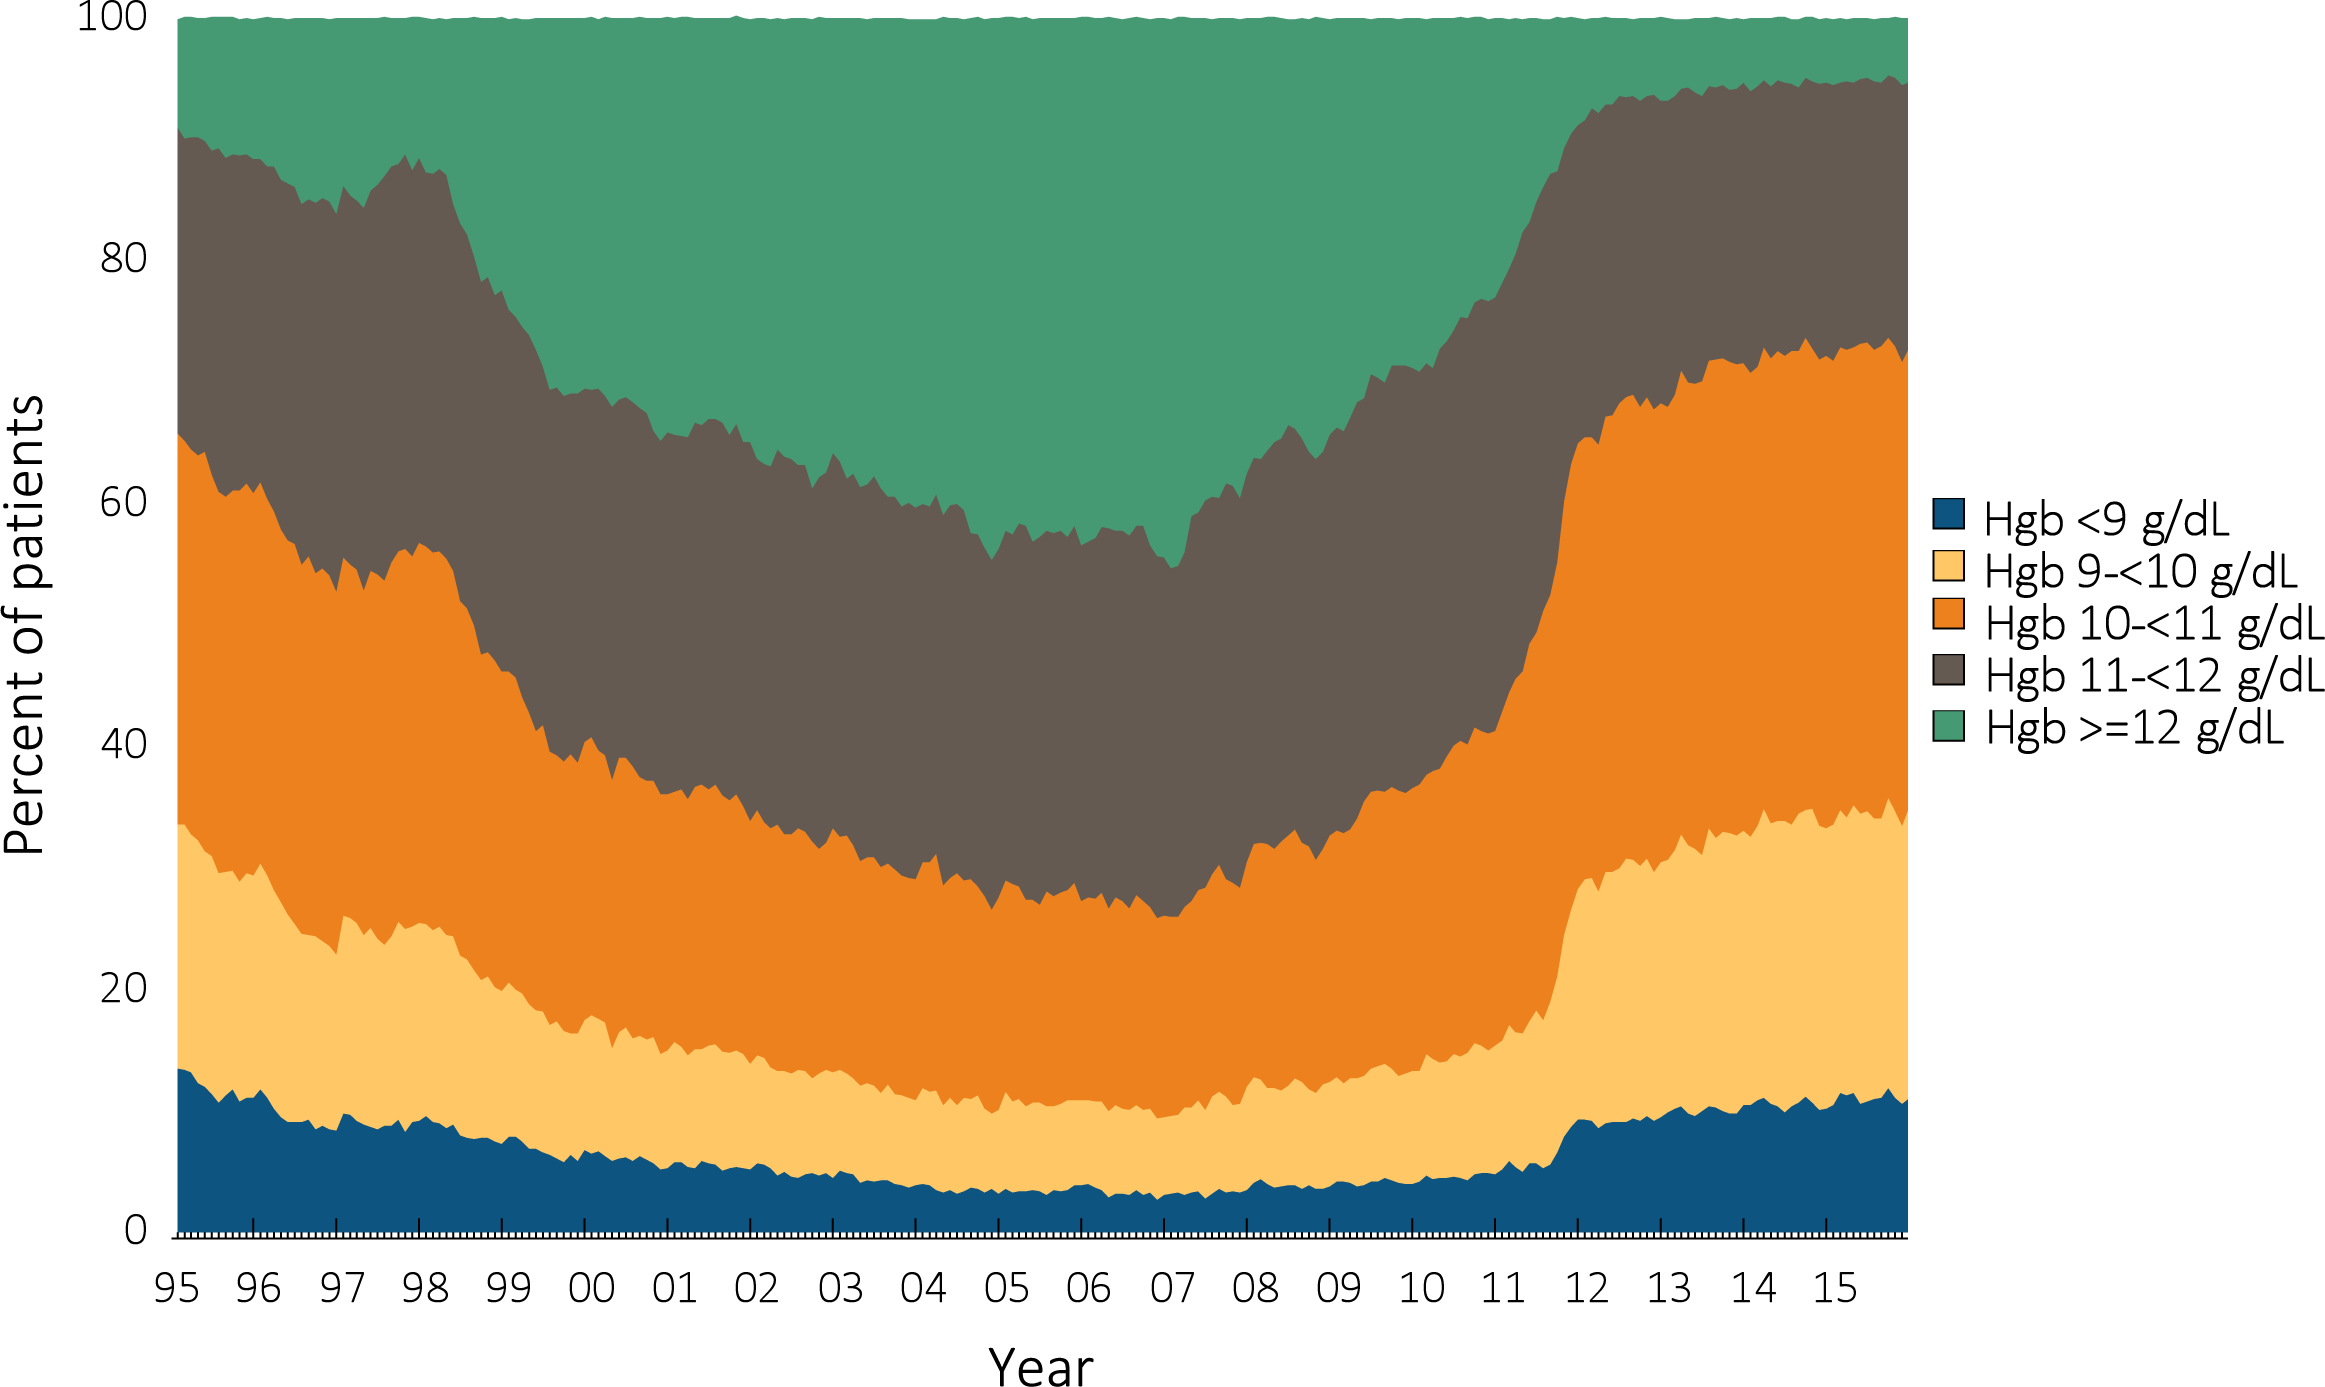 100
80
60
40
20
0
Percent of patients
95 96 97 98 99 00 01 02 03 04 05 06 07 08 09 10 11 12 13 14 15
Year
Hgb <9 g/dL
Hgb 9-<10 g/dL
Hgb 10-<11 g/dL
Hgb 11-<12 g/dL
Hgb >=12 g/dL